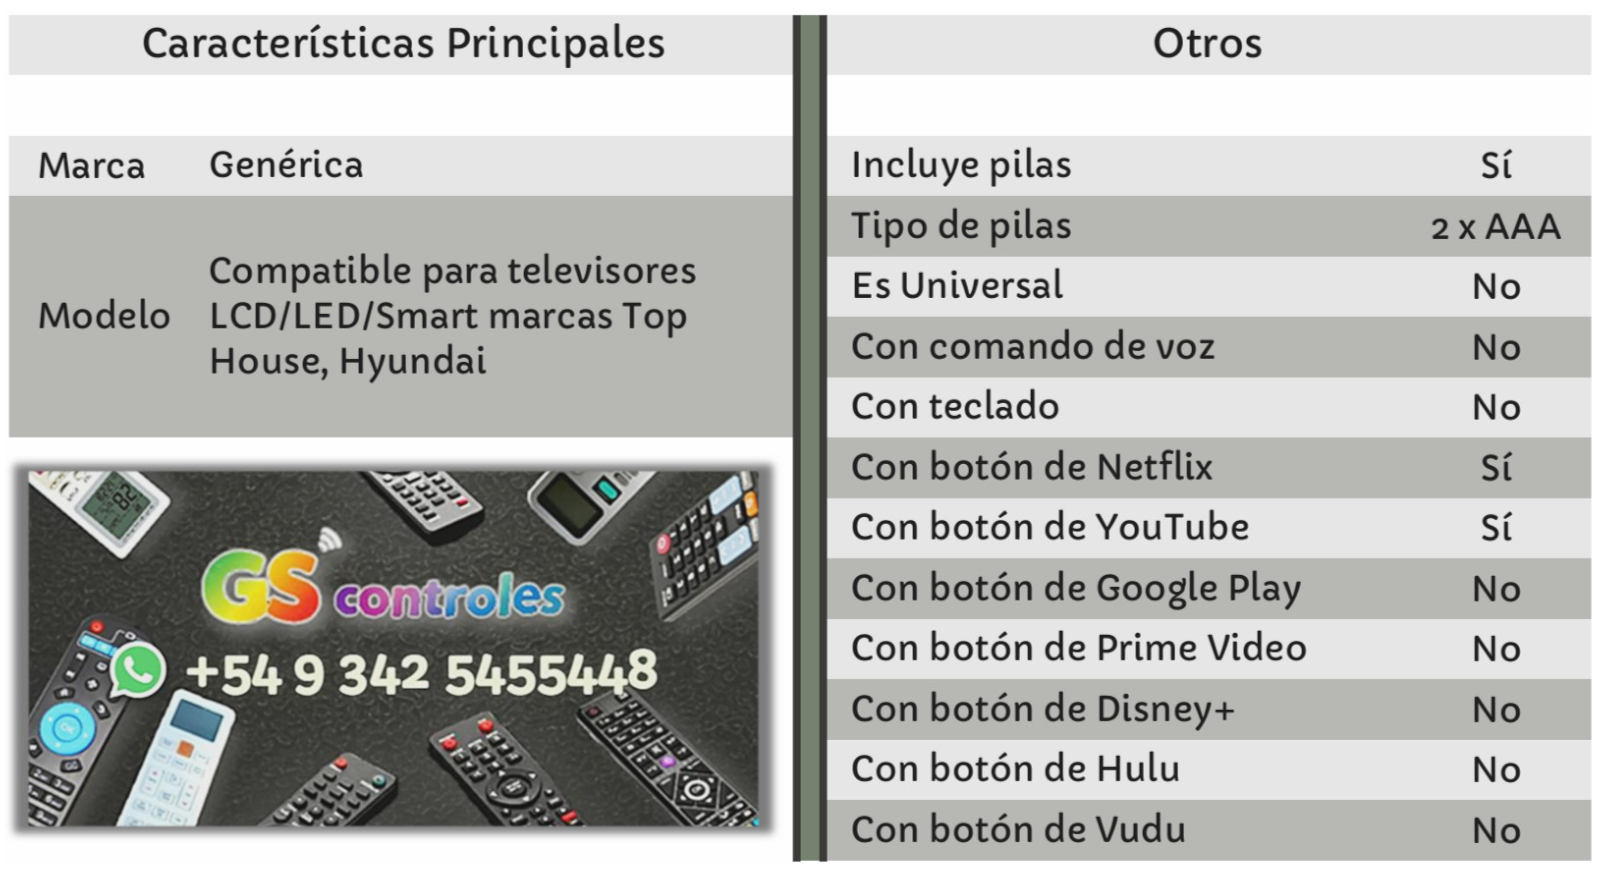 Características Principales
Marca Genérica
Modelo Compatible para televisores
LCD/LED/Smart marcas Top
House, Hyundai
GS controles
+54 9 342 5455448
Otros
Incluye pilas Sí
Tipo de pilas 2 x AAA
Es Universal No
Con comando de voz No
Con teclado No
Con botón de Netflix Sí
Con botón de YouTube Sí
Con botón de Google Play No
Con botón de Prime Video No
Con botón de Disney+ No
Con botón de Hulu No
Con botón de Vudu No